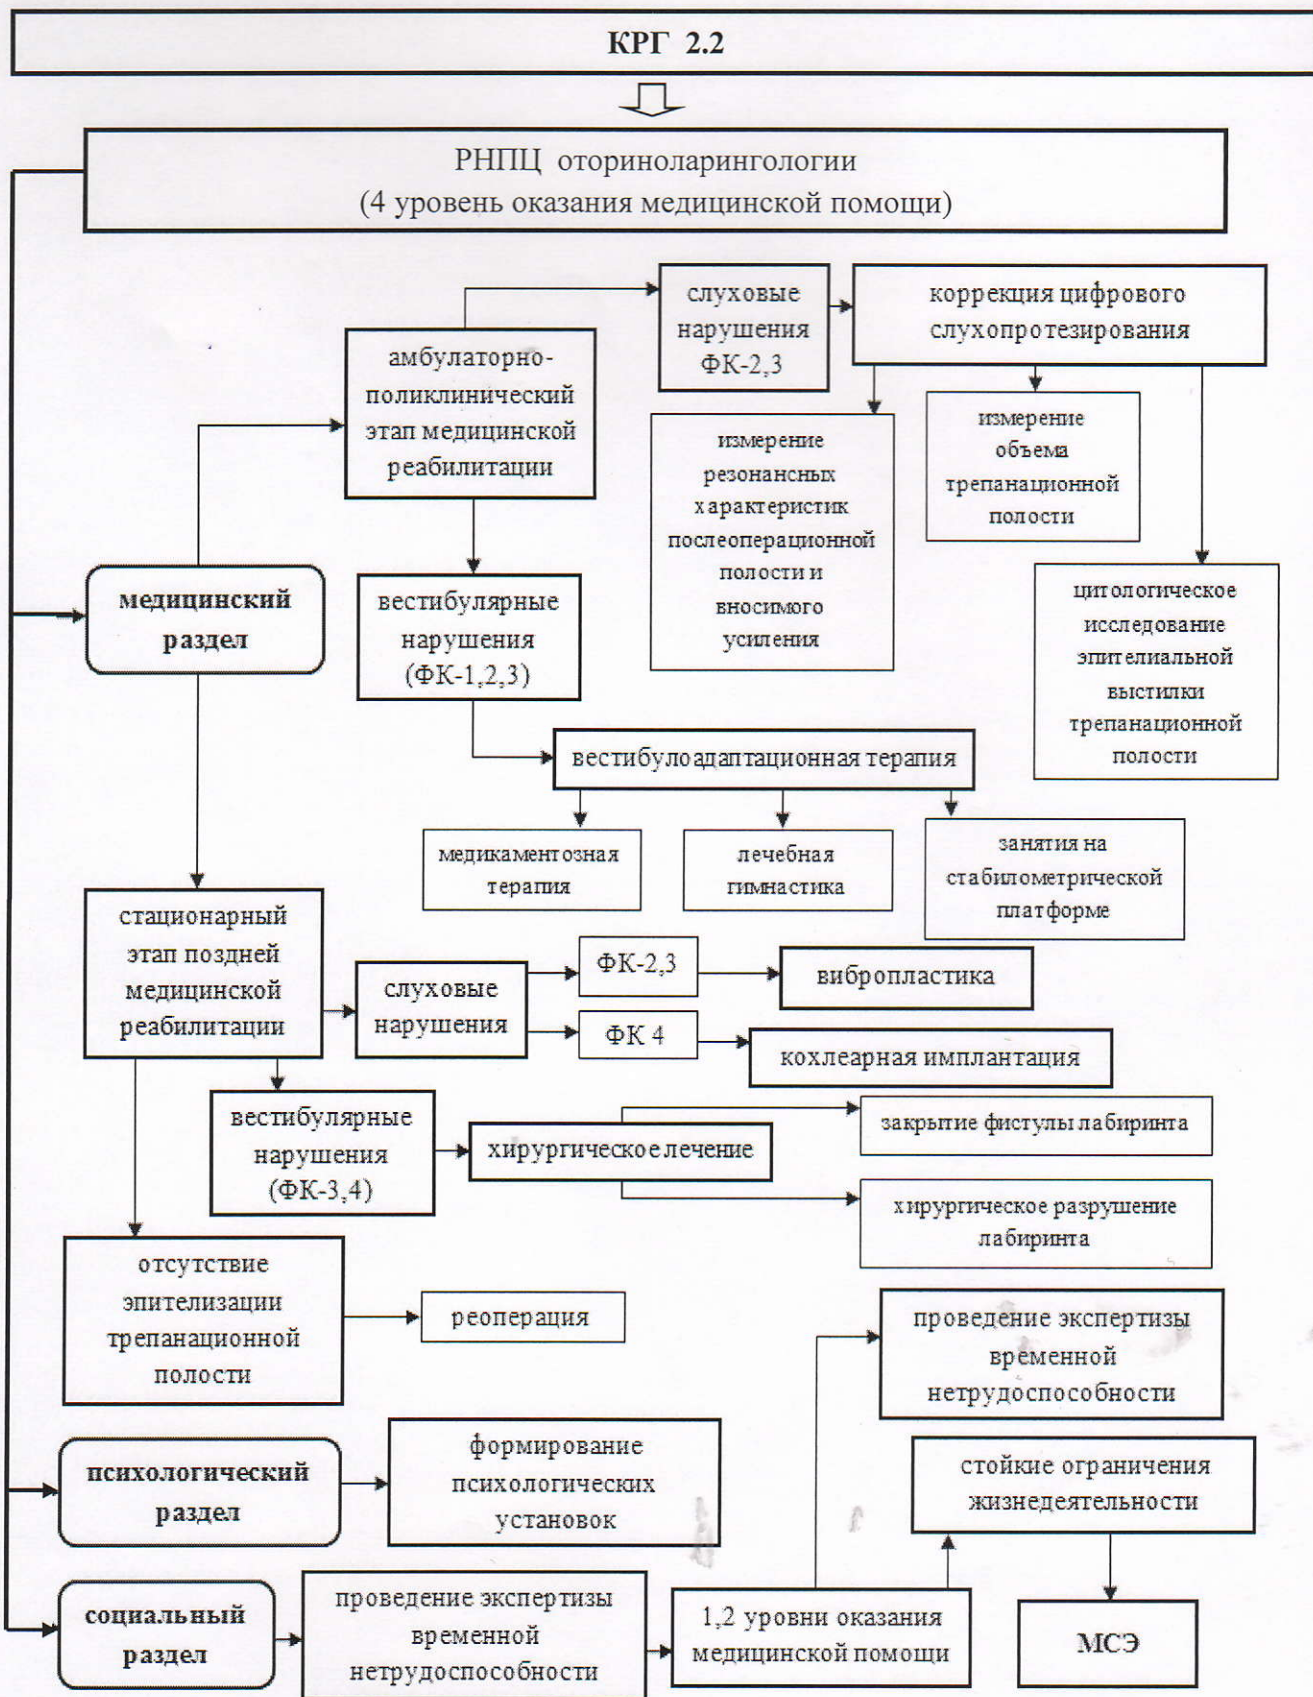 КРГ 2.2
РНПЦ оториноларингологии
(4 уровень оказания медицинской помощи)
слуховые
нарушения
ФК-2,3
коррекция цифрового
слухопротезирования
амбулаторно-
поликлинический
этап медицинской
реабилитации
измерение
резонансных
характеристик
послеоперационной
полости и
вносимого
усиления
измерение
объема
трепанационной
полости
цитологическое
исследование
эпителиальной
выстилки
трепанационной
полости
медицинский
раздел
вестибулярные
нарушения
(ФК-1,2,3)
вестибулоадаптационная терапия
медикаментозная
терапия
лечебная
гимнастика
занятия на
стабилометрической
платформе
стационарный
этап поздней
медицинской
реабилитации
слуховые
нарушения
ФК-2,3
вибропластика
ФК 4
кохлеарная имплантация
вестибулярные
нарушения
(ФК-3,4)
хирургическое лечение
закрытие фистулы лабиринта
хирургическое разрушение
лабиринта
отсутствие
эпителизации
трепанационной
полости
реоперация
проведение экспертизы
временной
нетрудоспособности
психологический
раздел
формирование
психологических
установок
стойкие ограничения
жизнедеятельности
социальный
раздел
проведение экспертизы
временной
нетрудоспособности
1,2 уровни оказания
медицинской помощи
МСЭ